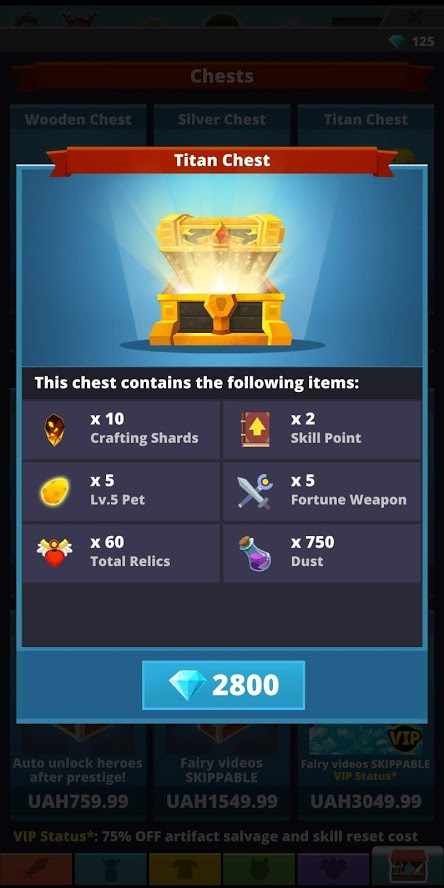 125
Chests
Wooden Chest
Silver Chest
Titan Chest
Titan Chest
This chest contains the following items:
x 10
Crafting Shards
x 2
Skill Point
x 5
Lv.5 Pet
x 5
Fortune Weapon
x 60
Total Relics
x 750
Dust
2800
VIP
Auto unlock heroes
after prestige!
Fairy videos
SKIPPABLE
Fairy videos SKIPPABLE
VIP Status*
UAH759.99
UAH1549.99
UAH3049.99
VIP Status*: 75% OFF artifact salvage and skill reset cost